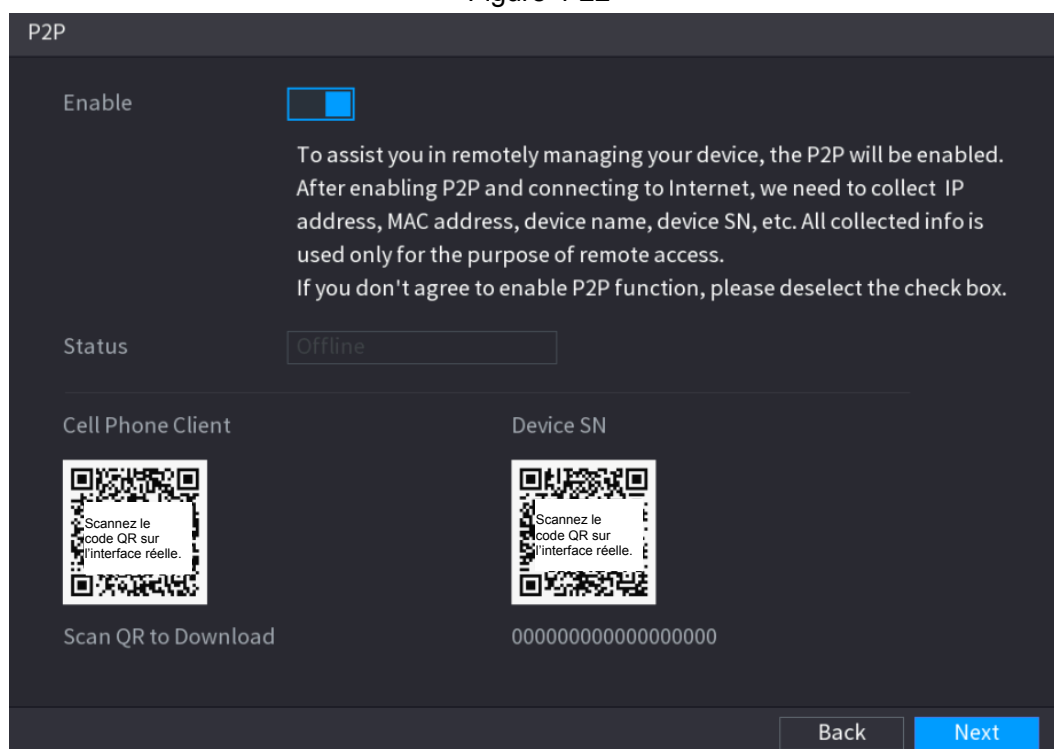 P2P
Enable
To assist you in remotely managing your device, the P2P will be enabled.
After enabling P2P and connecting to Internet, we need to collect IP
address, MAC address, device name, device SN, etc. All collected info is
used only for the purpose of remote access.
If you don't agree to enable P2P function, please deselect the check box.
Status
Offline
Cell Phone Client
Device SN
Scannez le
code QR sur
l'interface réelle.
Scannez le
code QR sur
l'interface réelle.
Scan QR to Download
000000000000000000
Back
Next